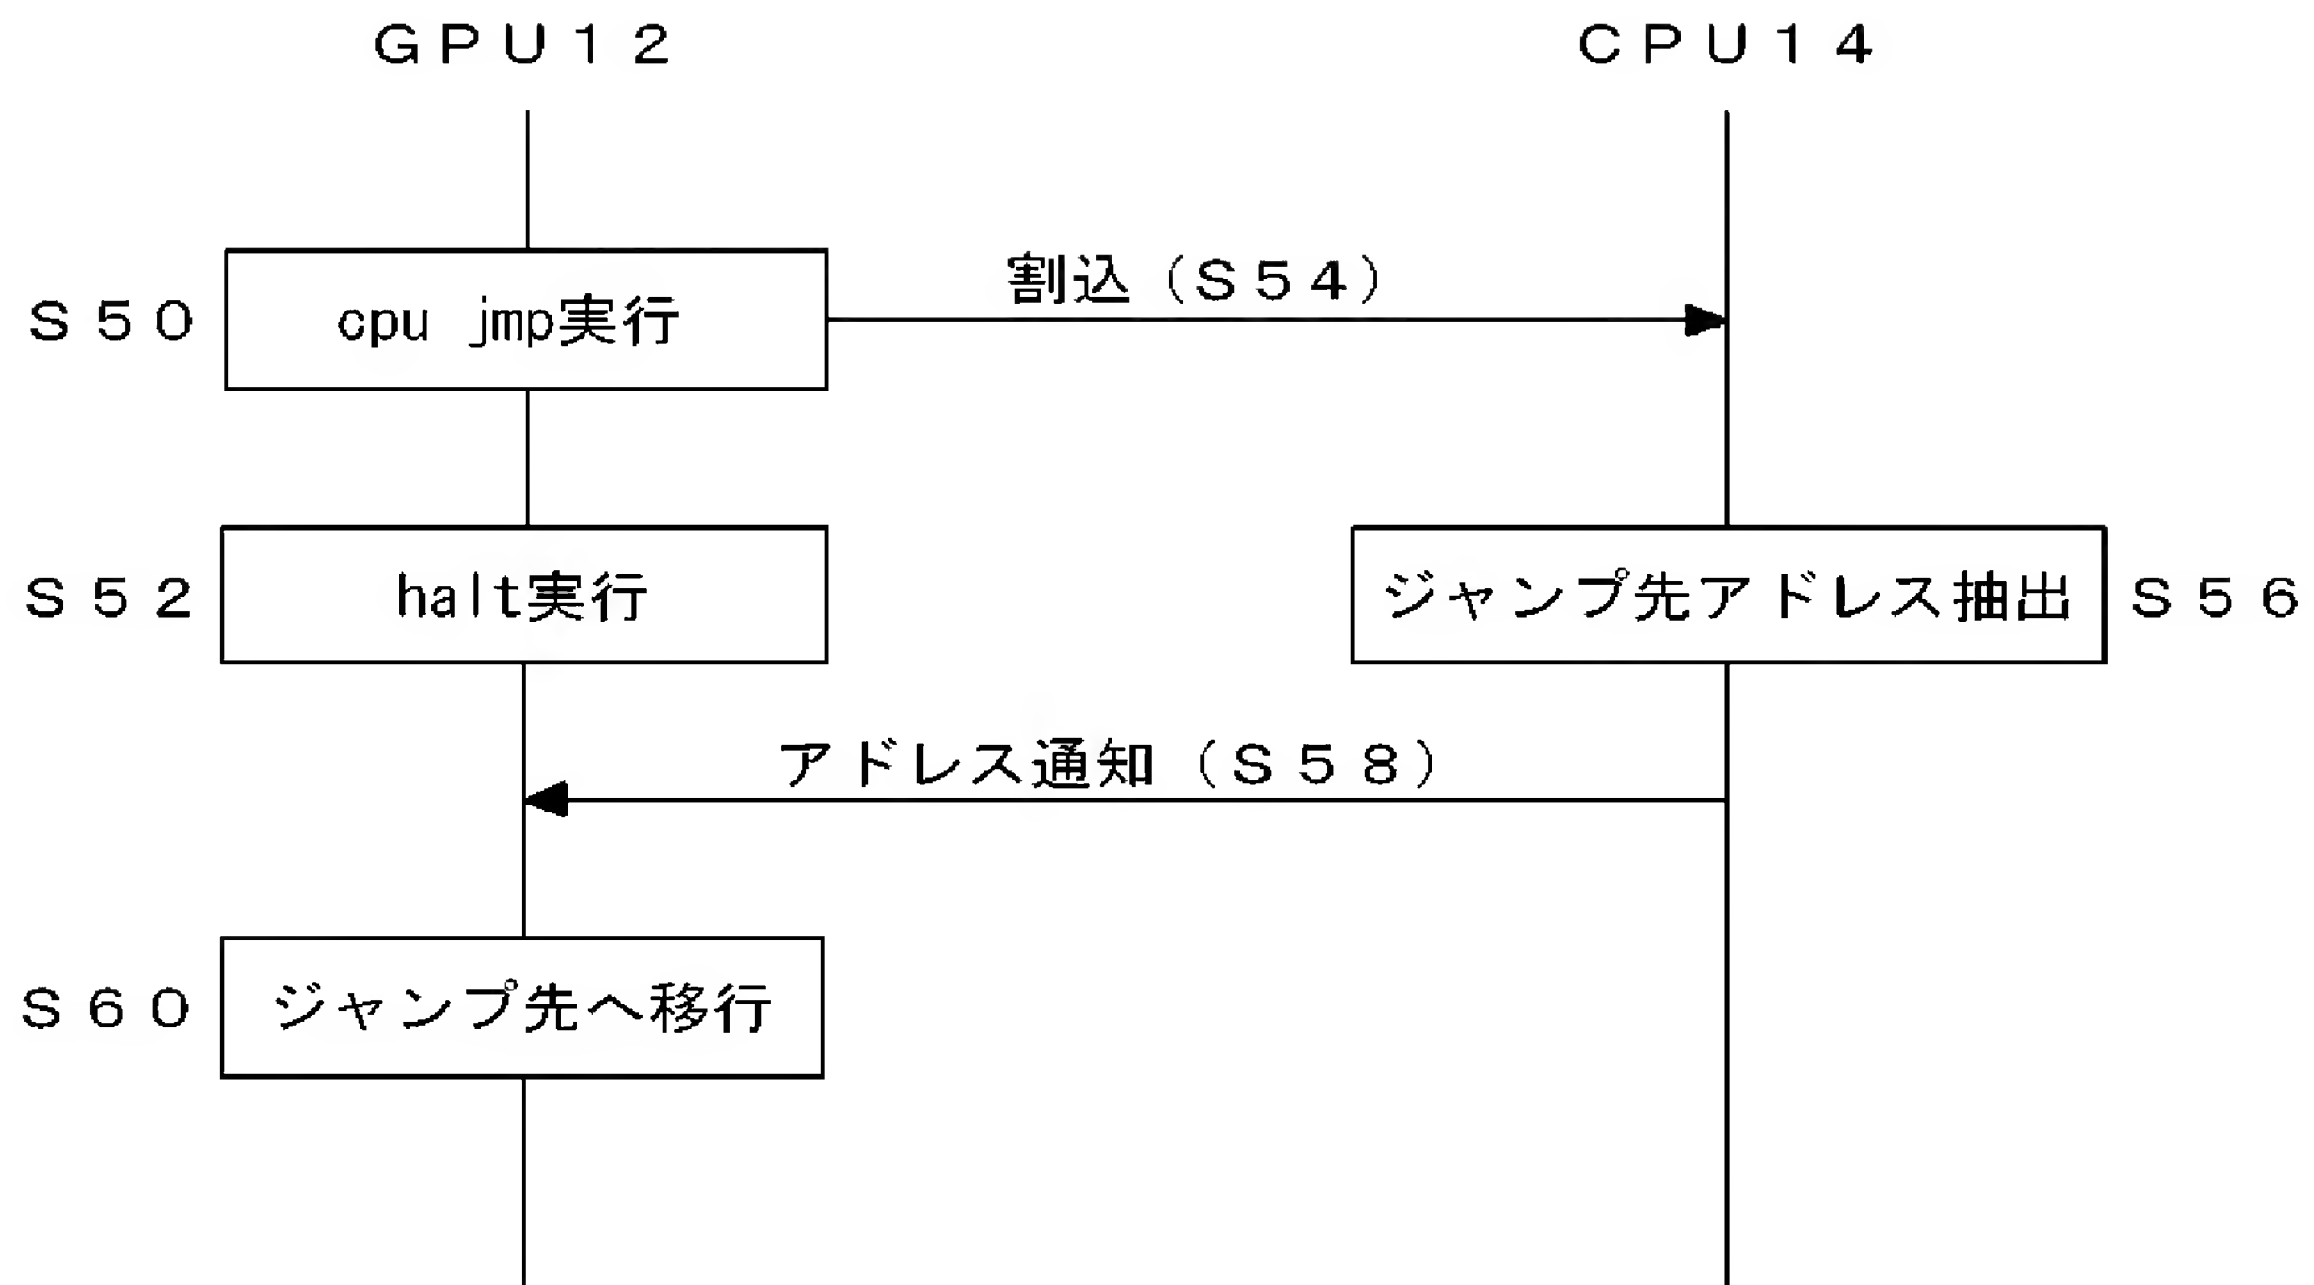 GPU12
CPU14
割込(S54)
S50
cpu jmp実行
S52
halt実行
ジャンプ先アドレス抽出
S56
アドレス通知(S58)
S60
ジャンプ先へ移行